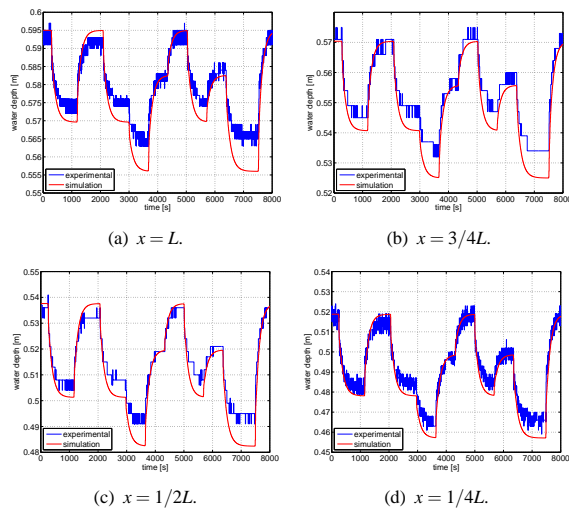 0.6
0.595
0.59
0.585
0.58
0.575
0.57
0.565
0.56
0.555
water depth [m]
experimental
simulation
0 1000 2000 3000 4000 5000 6000 7000 8000
time [s]
(a) x = L.
0.57
0.56
0.55
0.54
0.53
0.52
water depth [m]
experimental
simulation
0 1000 2000 3000 4000 5000 6000 7000 8000
time [s]
(b) x = 3/4L.
0.55
0.54
0.53
0.52
0.51
0.5
0.49
0.48
water depth [m]
experimental
simulation
0 1000 2000 3000 4000 5000 6000 7000 8000
time [s]
(c) x = 1/2L.
0.54
0.53
0.52
0.51
0.5
0.49
0.48
0.47
0.46
0.45
water depth [m]
experimental
simulation
0 1000 2000 3000 4000 5000 6000 7000 8000
time [s]
(d) x = 1/4L.